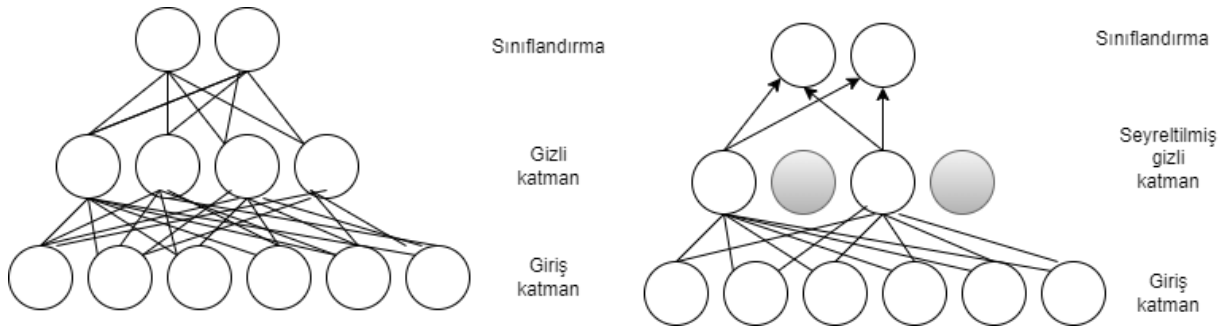 Sınıflandırma
Gizli
katman
Giriş
katman
Sınıflandırma
Seyreltilmiş
gizli
katman
Giriş
katman